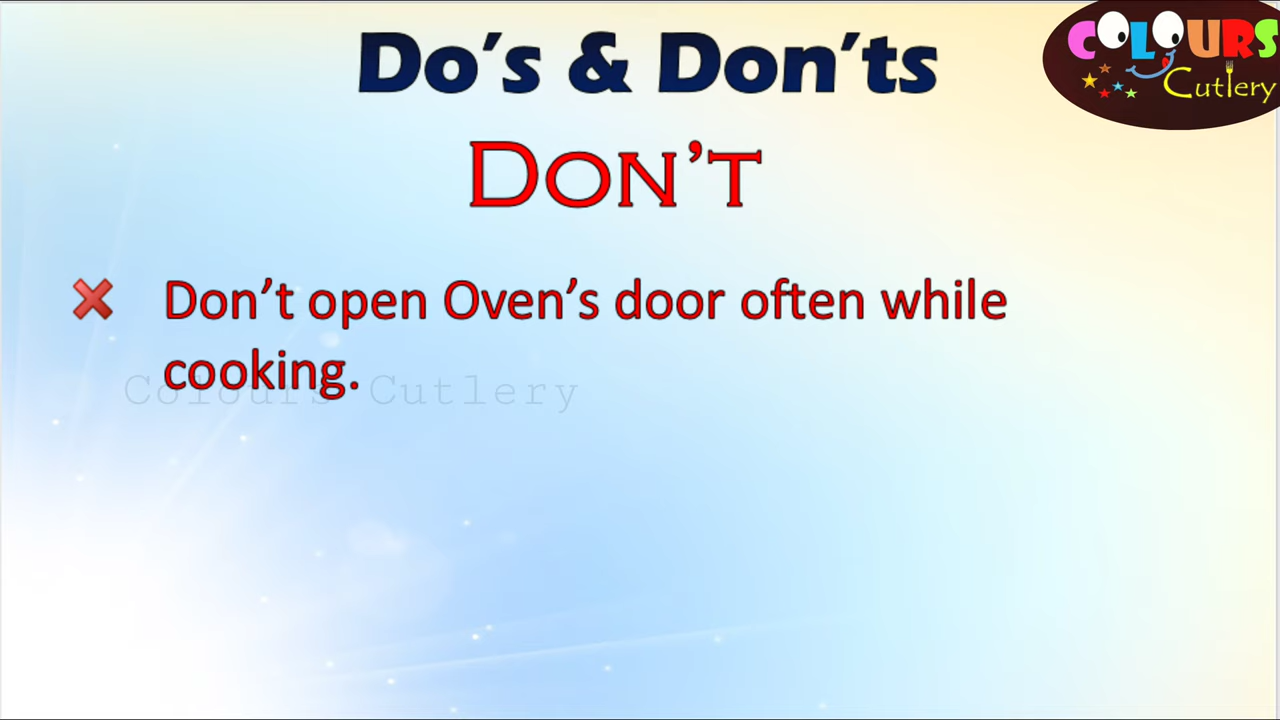 Do’s & Don’ts
COLOURS
Cutlery
DON’T
Don’t open Oven’s door often while
cooking.
Colours Cutlery